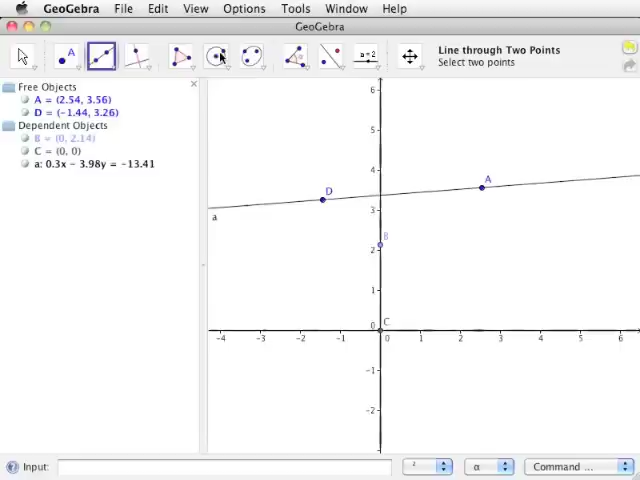 GeoGebra File Edit View Options Tools Window Help
GeoGebra
A
a=2
Line through Two Points
Select two points
Free Objects
A = (2.54, 3.56)
D = (−1.44, 3.26)
Dependent Objects
B = (0, 2.14)
C = (0, 0)
a: 0.3x − 3.98y = −13.41
6
5
4
D
A
3
a
B
2
1
0
C
−4 −3 −2 −1 0 1 2 3 4 5 6
−1
−2
Input:
²
α
Command ...